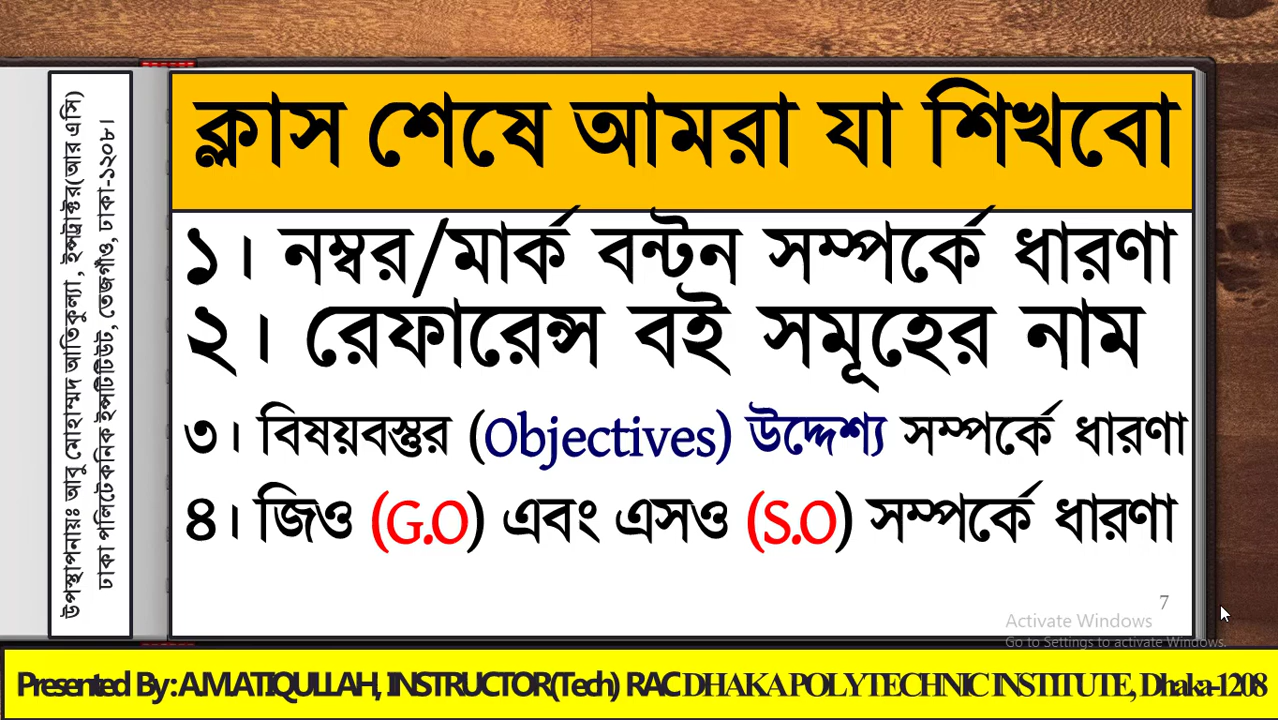 ক্লাস শেষে আমরা যা শিখবো
১। নম্বর/মার্ক বন্টন সম্পর্কে ধারণা
২। রেফারেন্স বই সমূহের নাম
৩। বিষয়বস্তুর (Objectives) উদ্দেশ্য সম্পর্কে ধারণা
৪। জিও (G.O) এবং এসও (S.O) সম্পর্কে ধারণা
7
Activate Windows
Go to Settings to activate Windows.
উপস্থাপনায়ঃ আবু মোহাম্মদ আতিকুল্যা, ইন্সট্রাক্টর(আর এসি)
ঢাকা পলিটেকনিক ইন্সটিটিউট, তেজগাঁও, ঢাকা-১২০৮।
Presented By: A.M.ATIQULLAH, INSTRUCTOR(Tech) RAC DHAKA POLYTECHNIC INSTITUTE, Dhaka-1208